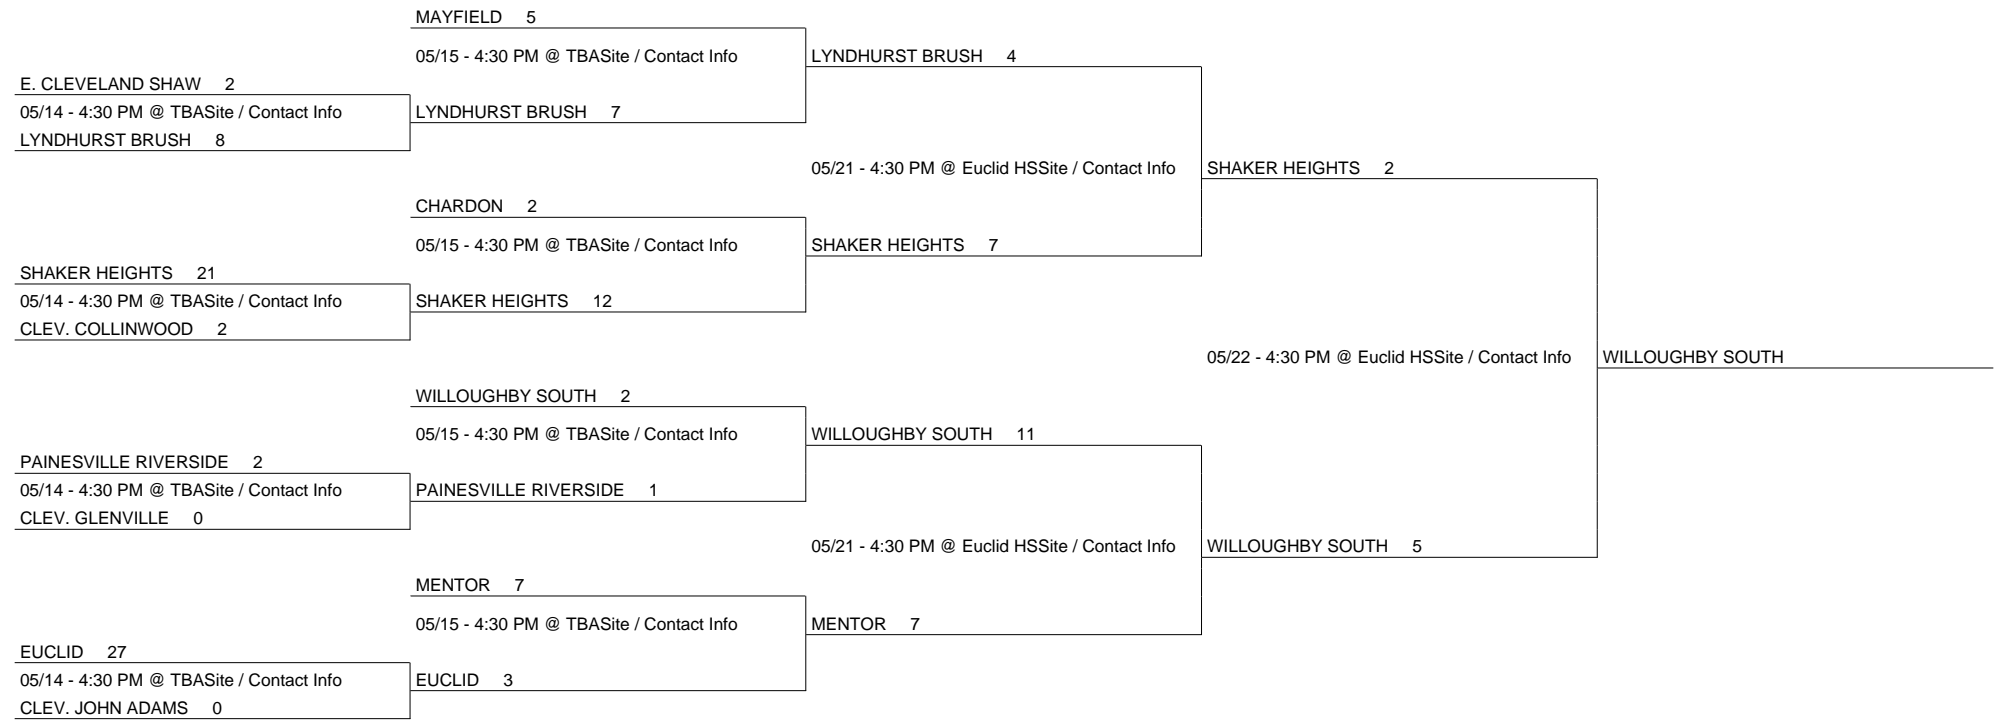 MAYFIELD 5
05/15 - 4:30 PM @ TBASite / Contact Info
LYNDHURST BRUSH 4
E. CLEVELAND SHAW 2
05/14 - 4:30 PM @ TBASite / Contact Info
LYNDHURST BRUSH 7
LYNDHURST BRUSH 8
05/21 - 4:30 PM @ Euclid HSSite / Contact Info
SHAKER HEIGHTS 2
CHARDON 2
05/15 - 4:30 PM @ TBASite / Contact Info
SHAKER HEIGHTS 7
SHAKER HEIGHTS 21
05/14 - 4:30 PM @ TBASite / Contact Info
SHAKER HEIGHTS 12
CLEV. COLLINWOOD 2
05/22 - 4:30 PM @ Euclid HSSite / Contact Info
WILLOUGHBY SOUTH
WILLOUGHBY SOUTH 2
05/15 - 4:30 PM @ TBASite / Contact Info
WILLOUGHBY SOUTH 11
PAINESVILLE RIVERSIDE 2
05/14 - 4:30 PM @ TBASite / Contact Info
PAINESVILLE RIVERSIDE 1
CLEV. GLENVILLE 0
05/21 - 4:30 PM @ Euclid HSSite / Contact Info
WILLOUGHBY SOUTH 5
MENTOR 7
05/15 - 4:30 PM @ TBASite / Contact Info
MENTOR 7
EUCLID 27
05/14 - 4:30 PM @ TBASite / Contact Info
EUCLID 3
CLEV. JOHN ADAMS 0